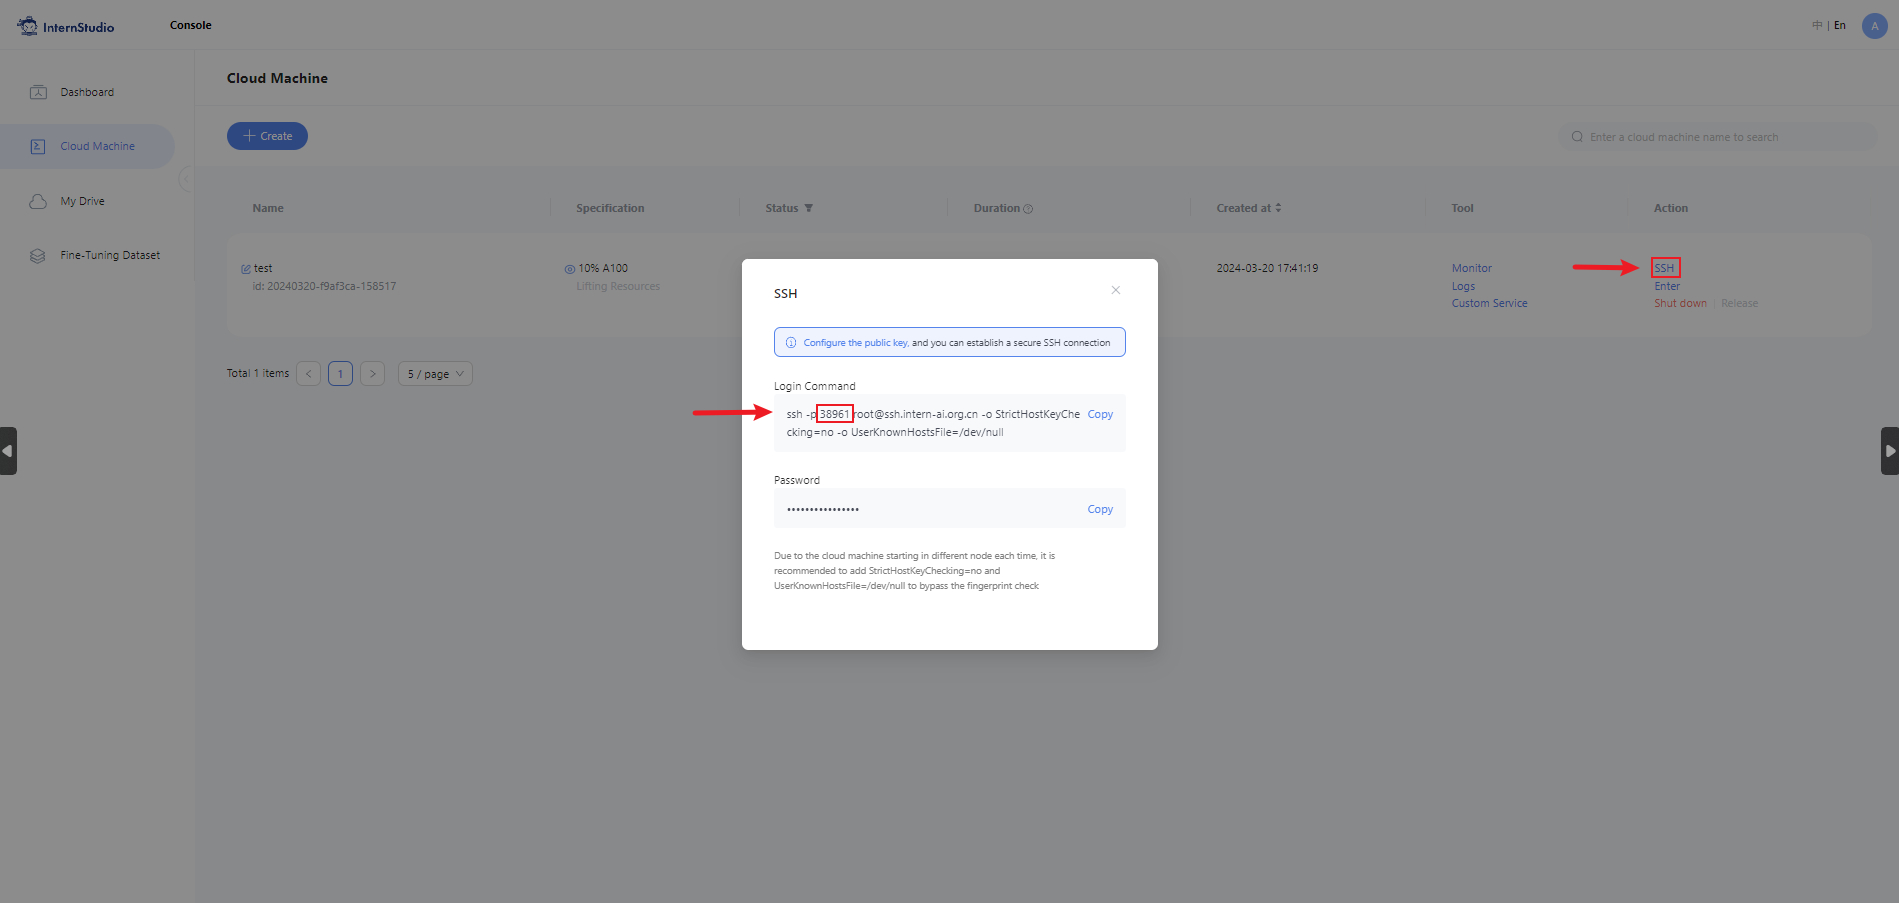 InternStudio
Console
中 | En
A
Dashboard
Cloud Machine
My Drive
Fine-Tuning Dataset
Cloud Machine
Create
Enter a cloud machine name to search
Name Specification Status Duration Created at Tool Action
test
id: 20240320-f9af3ca-158517
10% A100
Lifting Resources
2024-03-20 17:41:19
Monitor
Logs
Custom Service
SSH
Enter
Shut down | Release
Total 1 items < 1 > 5 / page
SSH
Configure the public key, and you can establish a secure SSH connection
Login Command
ssh -p 38961 root@ssh.intern-ai.org.cn -o StrictHostKeyChe
cking=no -o UserKnownHostsFile=/dev/null
Copy
Password
•••••••••••••••• Copy
Due to the cloud machine starting in different node each time, it is
recommended to add StrictHostKeyChecking=no and
UserKnownHostsFile=/dev/null to bypass the fingerprint check